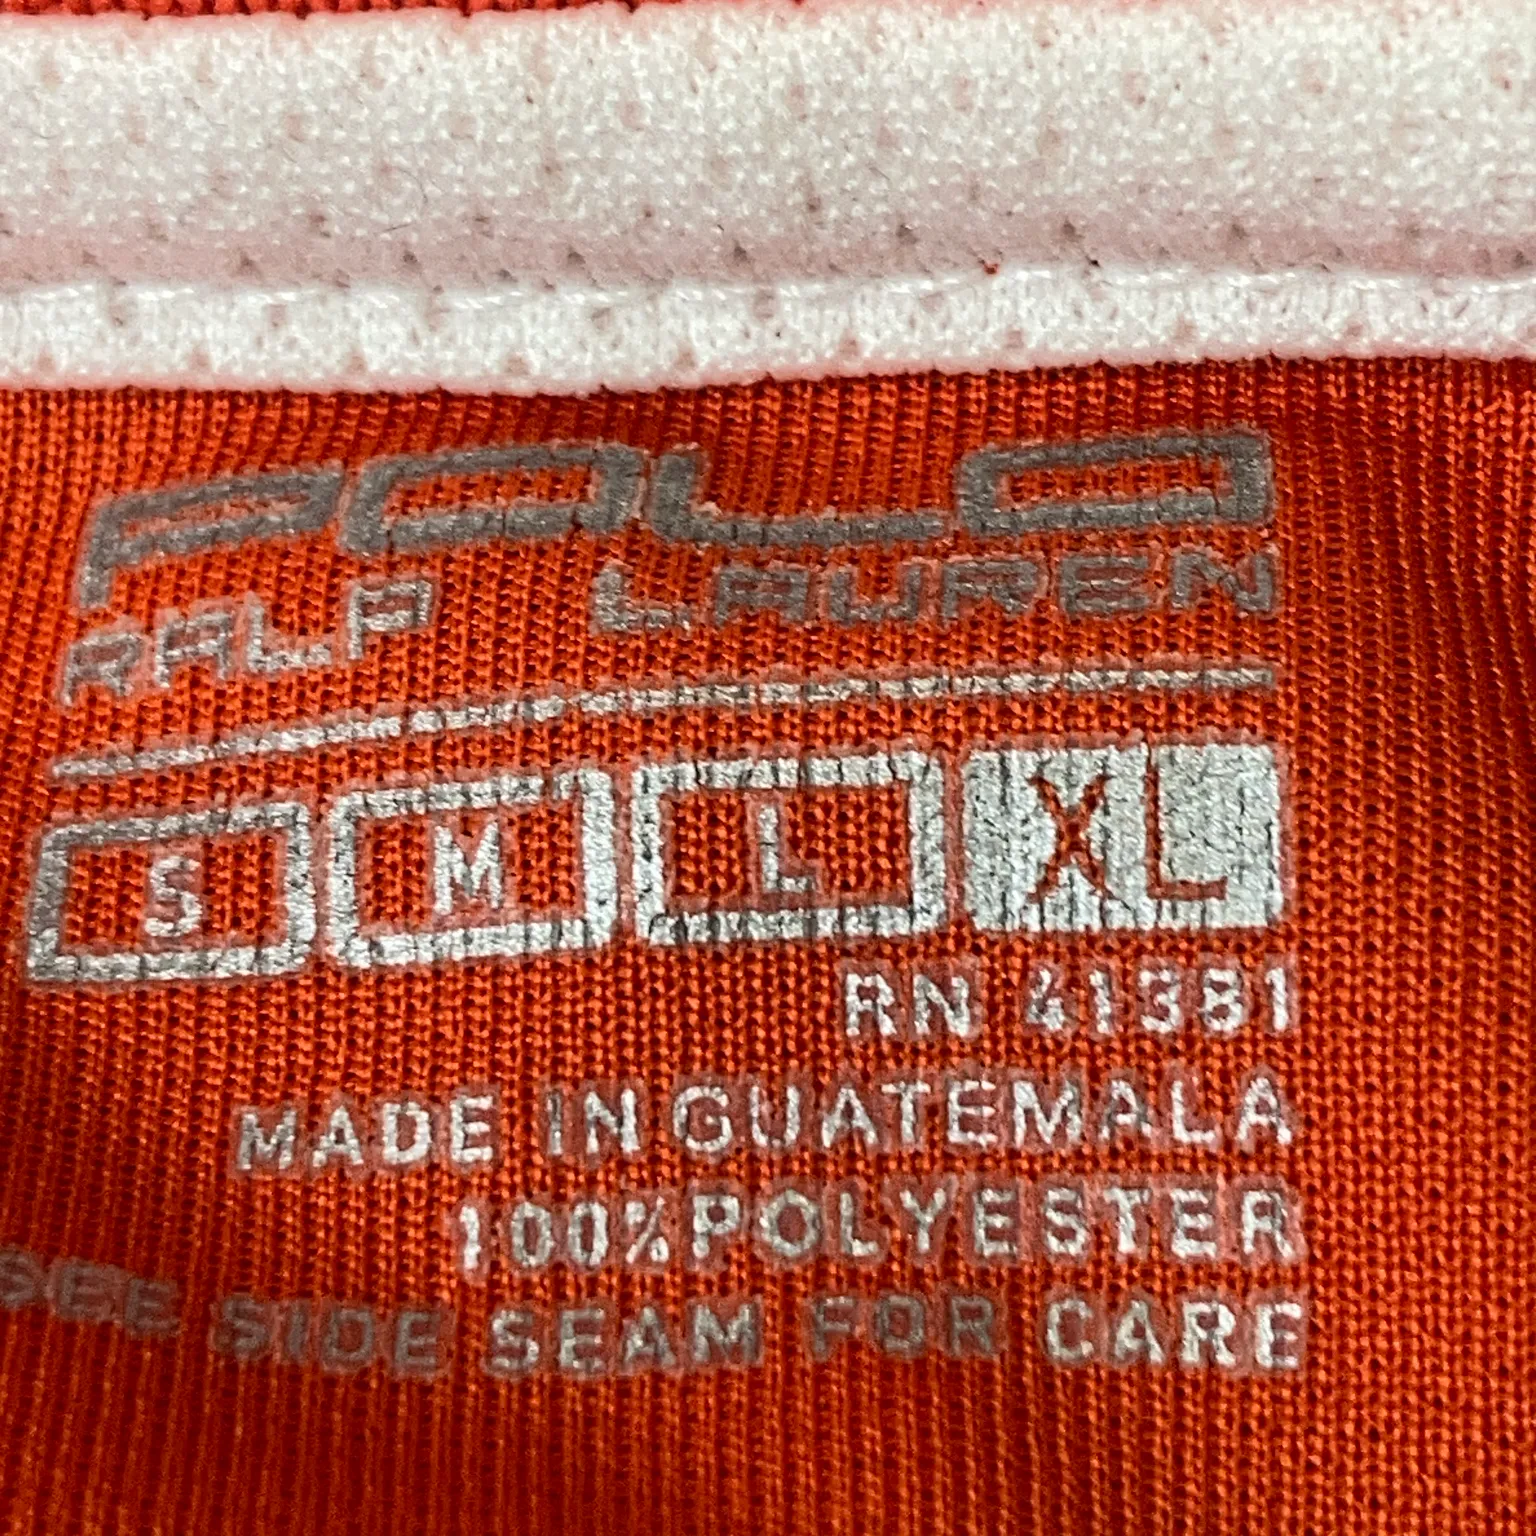 POLO
RALPH LAUREN
S M L XL
RN 41381
MADE IN GUATEMALA
100% POLYESTER
SEE SIDE SEAM FOR CARE